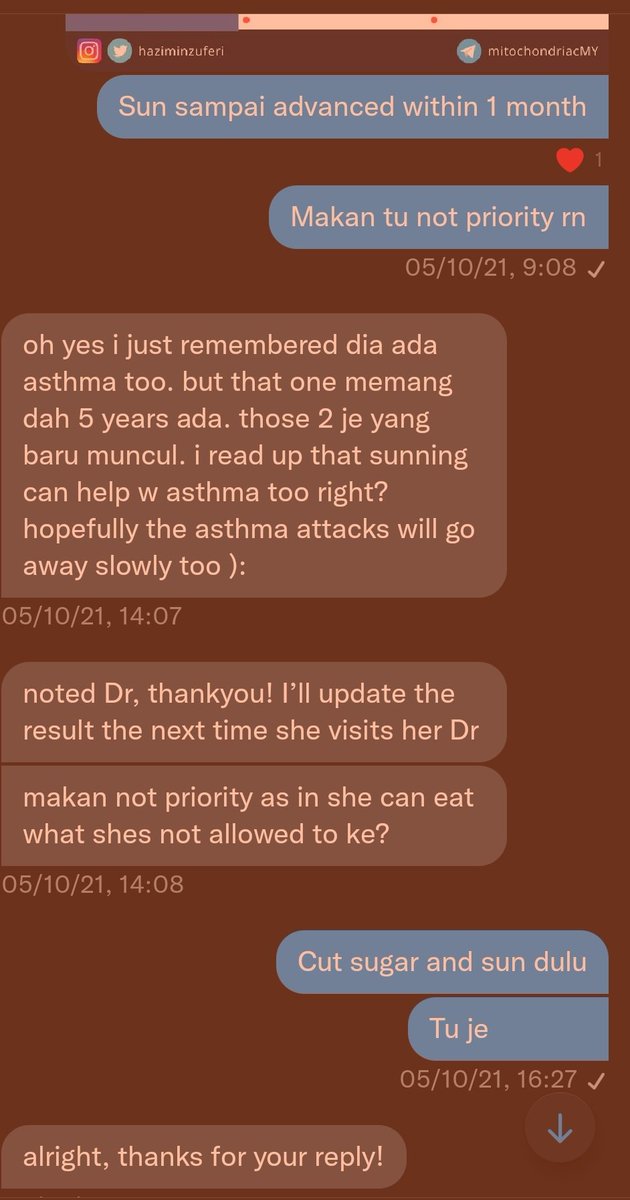 haziminzuferi
mitochondriacMY
Sun sampai advanced within 1 month
1
Makan tu not priority rn
05/10/21, 9:08
oh yes i just remembered dia ada
asthma too. but that one memang
dah 5 years ada. those 2 je yang
baru muncul. i read up that sunning
can help w asthma too right?
hopefully the asthma attacks will go
away slowly too ):
05/10/21, 14:07
noted Dr, thankyou! I’ll update the
result the next time she visits her Dr
makan not priority as in she can eat
what shes not allowed to ke?
05/10/21, 14:08
Cut sugar and sun dulu
Tu je
05/10/21, 16:27
alright, thanks for your reply!